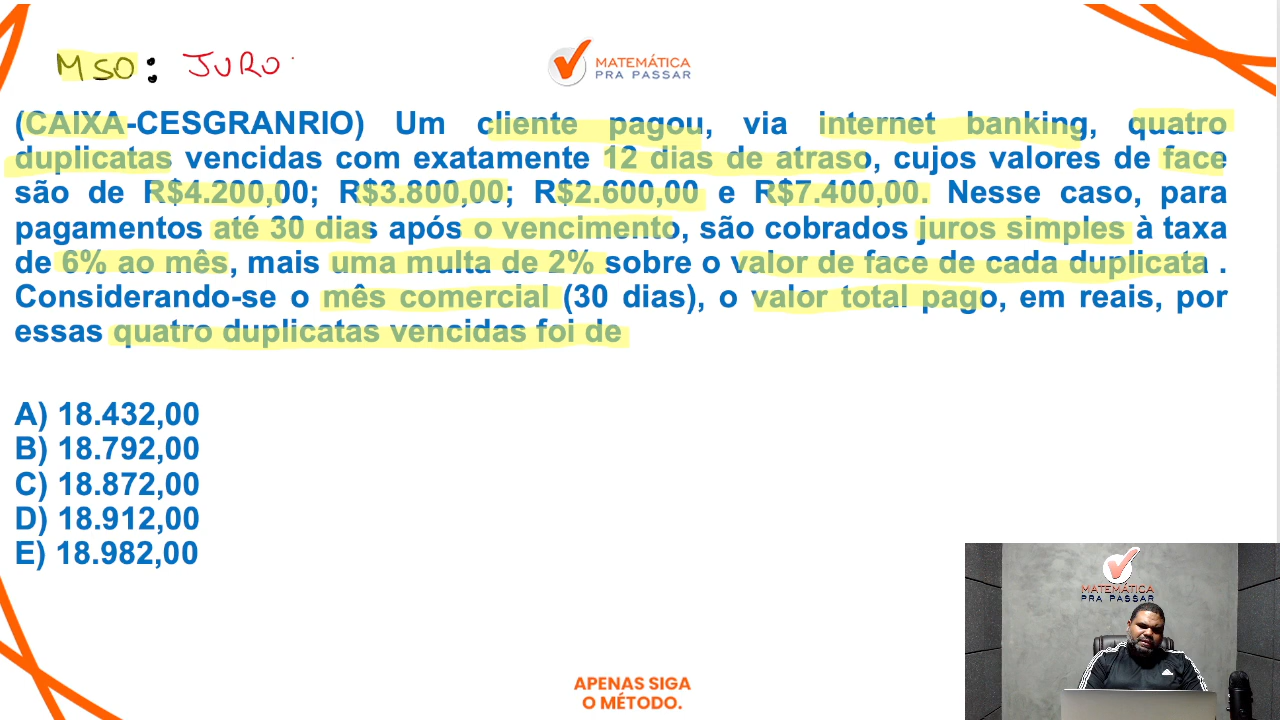 MSO: JURO
MATEMÁTICA
PRA PASSAR
(CAIXA-CESGRANRIO) Um cliente pagou, via internet banking, quatro
duplicatas vencidas com exatamente 12 dias de atraso, cujos valores de face
são de R$4.200,00; R$3.800,00; R$2.600,00 e R$7.400,00. Nesse caso, para
pagamentos até 30 dias após o vencimento, são cobrados juros simples à taxa
de 6% ao mês, mais uma multa de 2% sobre o valor de face de cada duplicata .
Considerando-se o mês comercial (30 dias), o valor total pago, em reais, por
essas quatro duplicatas vencidas foi de
A) 18.432,00
B) 18.792,00
C) 18.872,00
D) 18.912,00
E) 18.982,00
MATEMÁTICA
PRA PASSAR
APENAS SIGA
O MÉTODO.